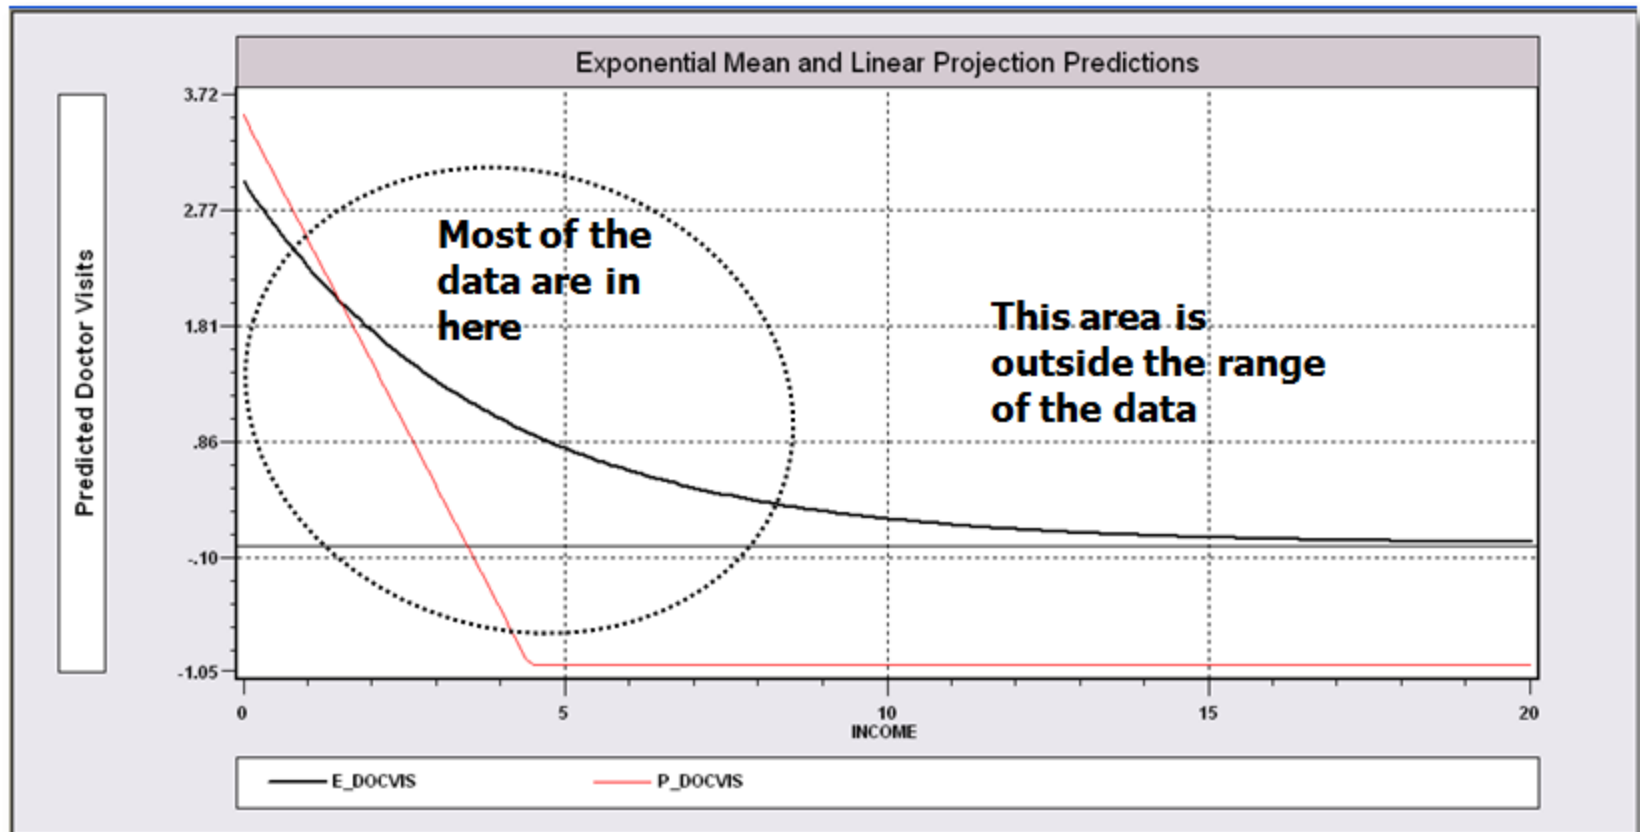 Exponential Mean and Linear Projection Predictions
Predicted Doctor Visits
3.72
2.77
1.81
.86
-.10
-1.05
Most of the
data are in
here
This area is
outside the range
of the data
0 5 10 15 20
INCOME
E_DOCVIS P_DOCVIS